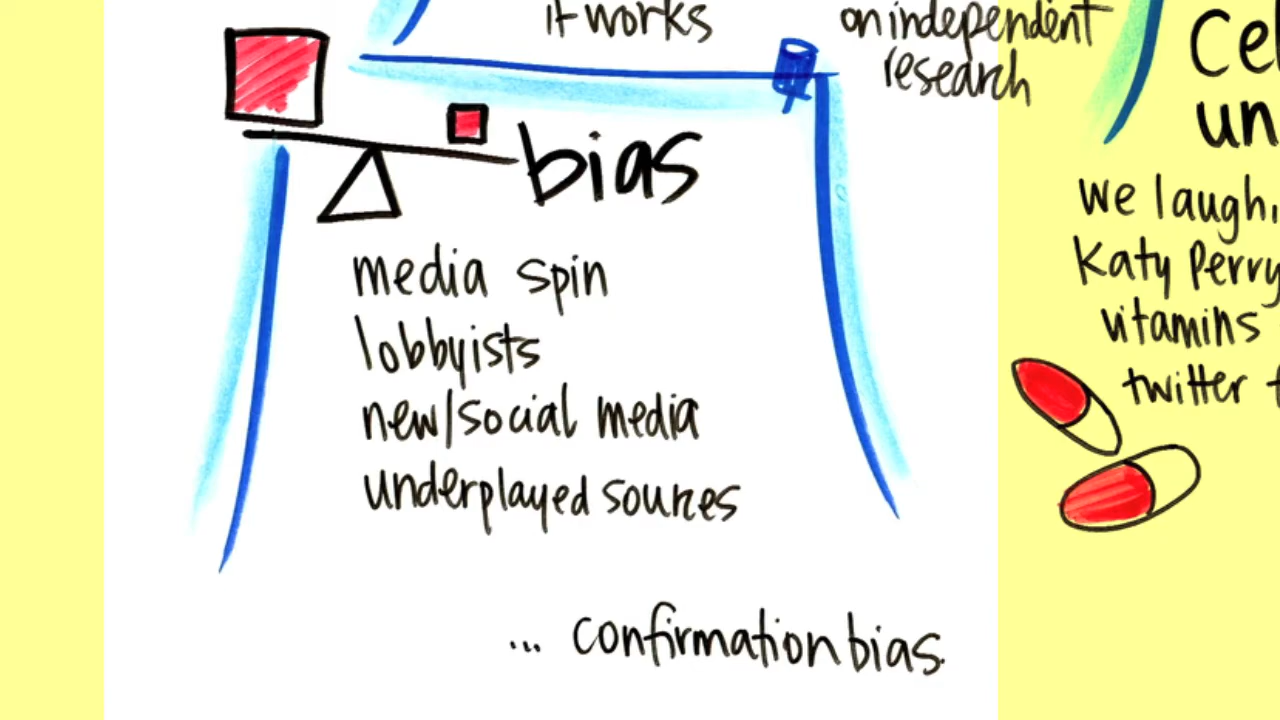 it works
on independent
research
bias
media spin
lobbyists
new/social media
underplayed sources
... confirmation bias.
Cel
un
we laugh,
Katy Perry
vitamins
twitter